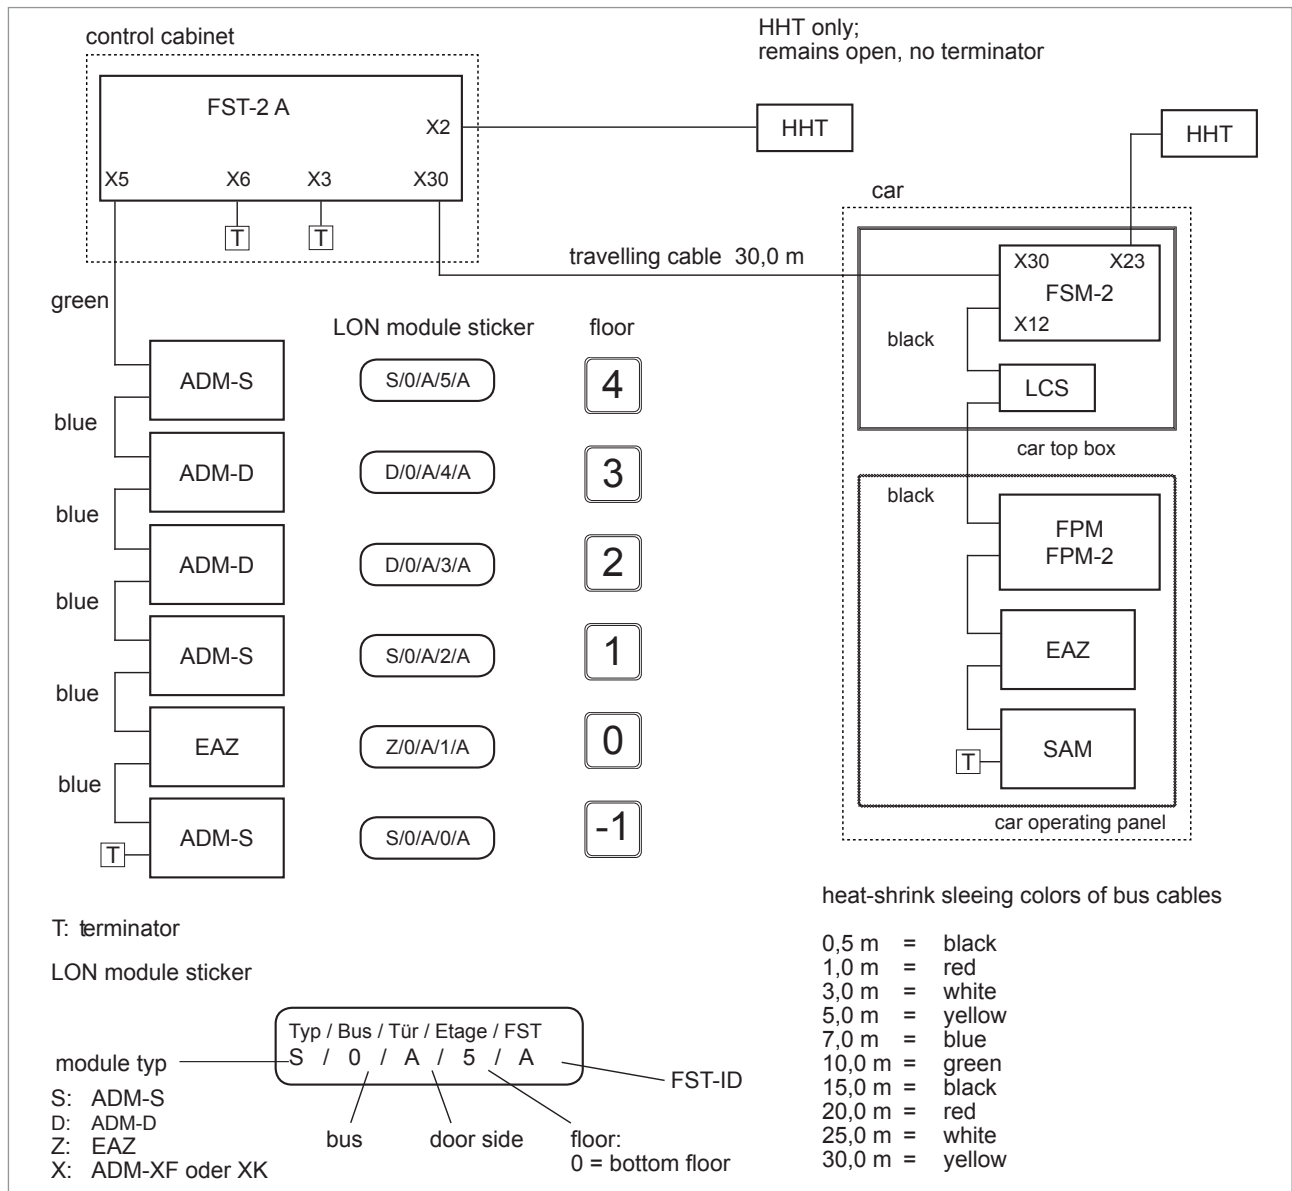 control cabinet
HHT only;
remains open, no terminator
FST-2 A
X2
HHT
HHT
X5
X6
X3
X30
car
T
T
travelling cable 30,0 m
X30
X23
FSM-2
X12
green
LON module sticker
floor
black
ADM-S
S/0/A/5/A
4
LCS
blue
car top box
ADM-D
D/0/A/4/A
3
black
blue
FPM
FPM-2
ADM-D
D/0/A/3/A
2
blue
ADM-S
S/0/A/2/A
1
EAZ
blue
EAZ
Z/0/A/1/A
0
SAM
T
blue
car operating panel
ADM-S
S/0/A/0/A
-1
T
T: terminator
LON module sticker
Typ / Bus / Tür / Etage / FST
S / 0 / A / 5 / A
module typ
FST-ID
S: ADM-S
D: ADM-D
Z: EAZ
X: ADM-XF oder XK
bus
door side
floor:
0 = bottom floor
heat-shrink sleeing colors of bus cables
0,5 m = black
1,0 m = red
3,0 m = white
5,0 m = yellow
7,0 m = blue
10,0 m = green
15,0 m = black
20,0 m = red
25,0 m = white
30,0 m = yellow